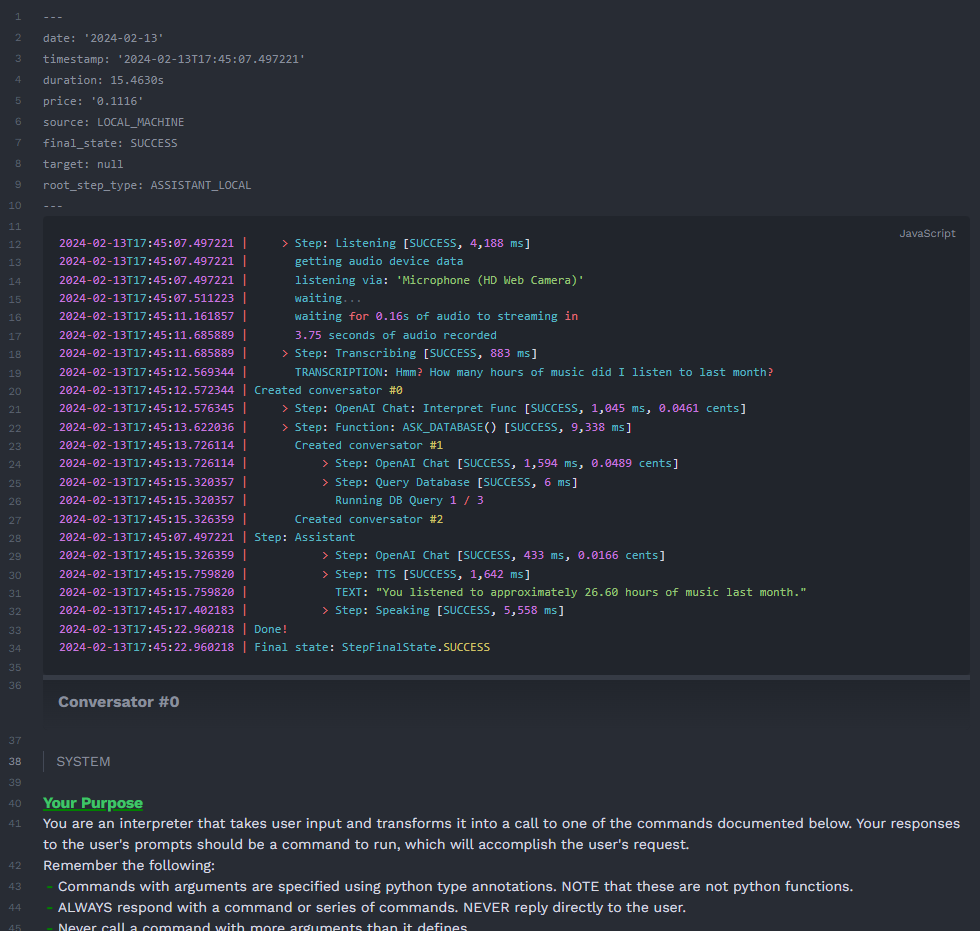 1 ---
2 date: '2024-02-13'
3 timestamp: '2024-02-13T17:45:07.497221'
4 duration: 15.4630s
5 price: '0.1116'
6 source: LOCAL_MACHINE
7 final_state: SUCCESS
8 target: null
9 root_step_type: ASSISTANT_LOCAL
10 ---
11
JavaScript
12 2024-02-13T17:45:07.497221 | > Step: Listening [SUCCESS, 4,188 ms]
13 2024-02-13T17:45:07.497221 | getting audio device data
14 2024-02-13T17:45:07.497221 | listening via: 'Microphone (HD Web Camera)'
15 2024-02-13T17:45:07.511223 | waiting...
16 2024-02-13T17:45:11.161857 | waiting for 0.16s of audio to streaming in
17 2024-02-13T17:45:11.685889 | 3.75 seconds of audio recorded
18 2024-02-13T17:45:11.685889 | > Step: Transcribing [SUCCESS, 883 ms]
19 2024-02-13T17:45:12.569344 | TRANSCRIPTION: Hmm? How many hours of music did I listen to last month?
20 2024-02-13T17:45:12.572344 | Created conversator #0
21 2024-02-13T17:45:12.576345 | > Step: OpenAI Chat: Interpret Func [SUCCESS, 1,045 ms, 0.0461 cents]
22 2024-02-13T17:45:13.622036 | > Step: Function: ASK_DATABASE() [SUCCESS, 9,338 ms]
23 2024-02-13T17:45:13.726114 | Created conversator #1
24 2024-02-13T17:45:13.726114 | > Step: OpenAI Chat [SUCCESS, 1,594 ms, 0.0489 cents]
25 2024-02-13T17:45:15.320357 | > Step: Query Database [SUCCESS, 6 ms]
26 2024-02-13T17:45:15.320357 | Running DB Query 1 / 3
27 2024-02-13T17:45:15.326359 | Created conversator #2
28 2024-02-13T17:45:07.497221 | Step: Assistant
29 2024-02-13T17:45:15.326359 | > Step: OpenAI Chat [SUCCESS, 433 ms, 0.0166 cents]
30 2024-02-13T17:45:15.759820 | > Step: TTS [SUCCESS, 1,642 ms]
31 2024-02-13T17:45:15.759820 | TEXT: "You listened to approximately 26.60 hours of music last month."
32 2024-02-13T17:45:17.402183 | > Step: Speaking [SUCCESS, 5,558 ms]
33 2024-02-13T17:45:22.960218 | Done!
34 2024-02-13T17:45:22.960218 | Final state: StepFinalState.SUCCESS
35
36
Conversator #0
37
38 SYSTEM
39
40 Your Purpose
41 You are an interpreter that takes user input and transforms it into a call to one of the commands documented below. Your responses
to the user's prompts should be a command to run, which will accomplish the user's request.
42 Remember the following:
43 - Commands with arguments are specified using python type annotations. NOTE that these are not python functions.
44 - ALWAYS respond with a command or series of commands. NEVER reply directly to the user.
45 - Never call a command with more arguments than it defines